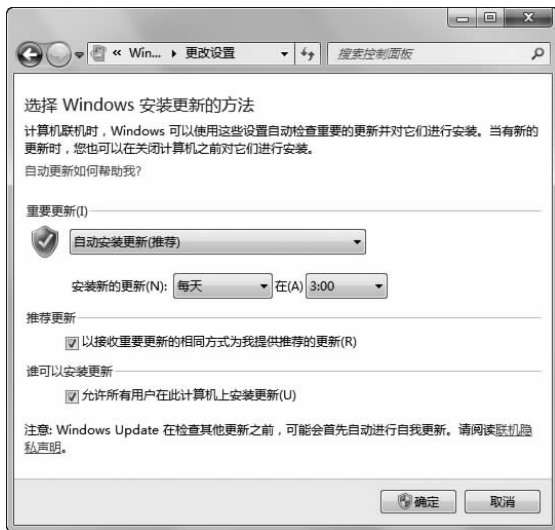 « Win... ▸ 更改设置
搜索控制面板
选择 Windows 安装更新的方法
计算机联机时，Windows 可以使用这些设置自动检查重要的更新并对它们进行安装。当有新的
更新时，您也可以在关闭计算机之前对它们进行安装。
自动更新如何帮助我?
重要更新(I)
自动安装更新(推荐)
安装新的更新(N): 每天 在(A) 3:00
推荐更新
以接收重要更新的相同方式为我提供推荐的更新(R)
谁可以安装更新
允许所有用户在此计算机上安装更新(U)
注意: Windows Update 在检查其他更新之前，可能会首先自动进行自我更新。请阅读联机隐
私声明。
确定 取消